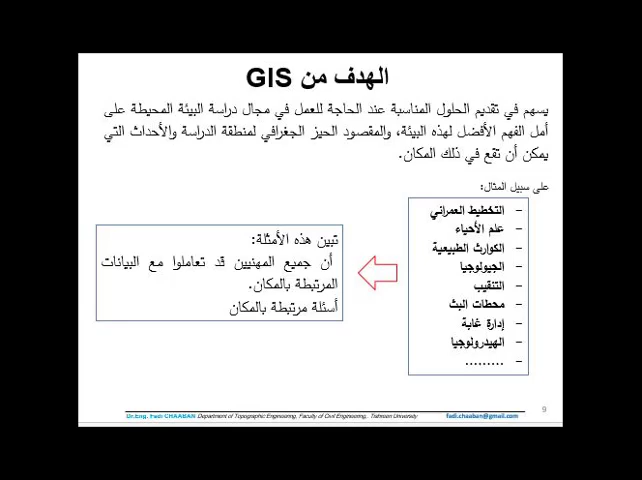 الهدف من GIS
يسهم في تقديم الحلول المناسبة عند الحاجة للعمل في مجال دراسة البيئة المحيطة على
أمل الفهم الأفضل لهذه البيئة، والمقصود الحيز الجغرافي لمنطقة الدراسة والأحداث التي
يمكن أن تقع في ذلك المكان.
على سبيل المثال:
- التخطيط العمراني
- علم الأحياء
- الكوارث الطبيعية
- الجيولوجيا
- التنقيب
- محطات البث
- إدارة غابة
- الهيدرولوجيا
- .........
تبين هذه الأمثلة:
أن جميع المهنيين قد تعاملوا مع البيانات
المرتبطة بالمكان.
أسئلة مرتبطة بالمكان
Dr.Eng. Fadi CHAABAN Department of Topographic Engineering, Faculty of Civil Engineering, Tishreen University fadi.chaaban@gmail.com
9